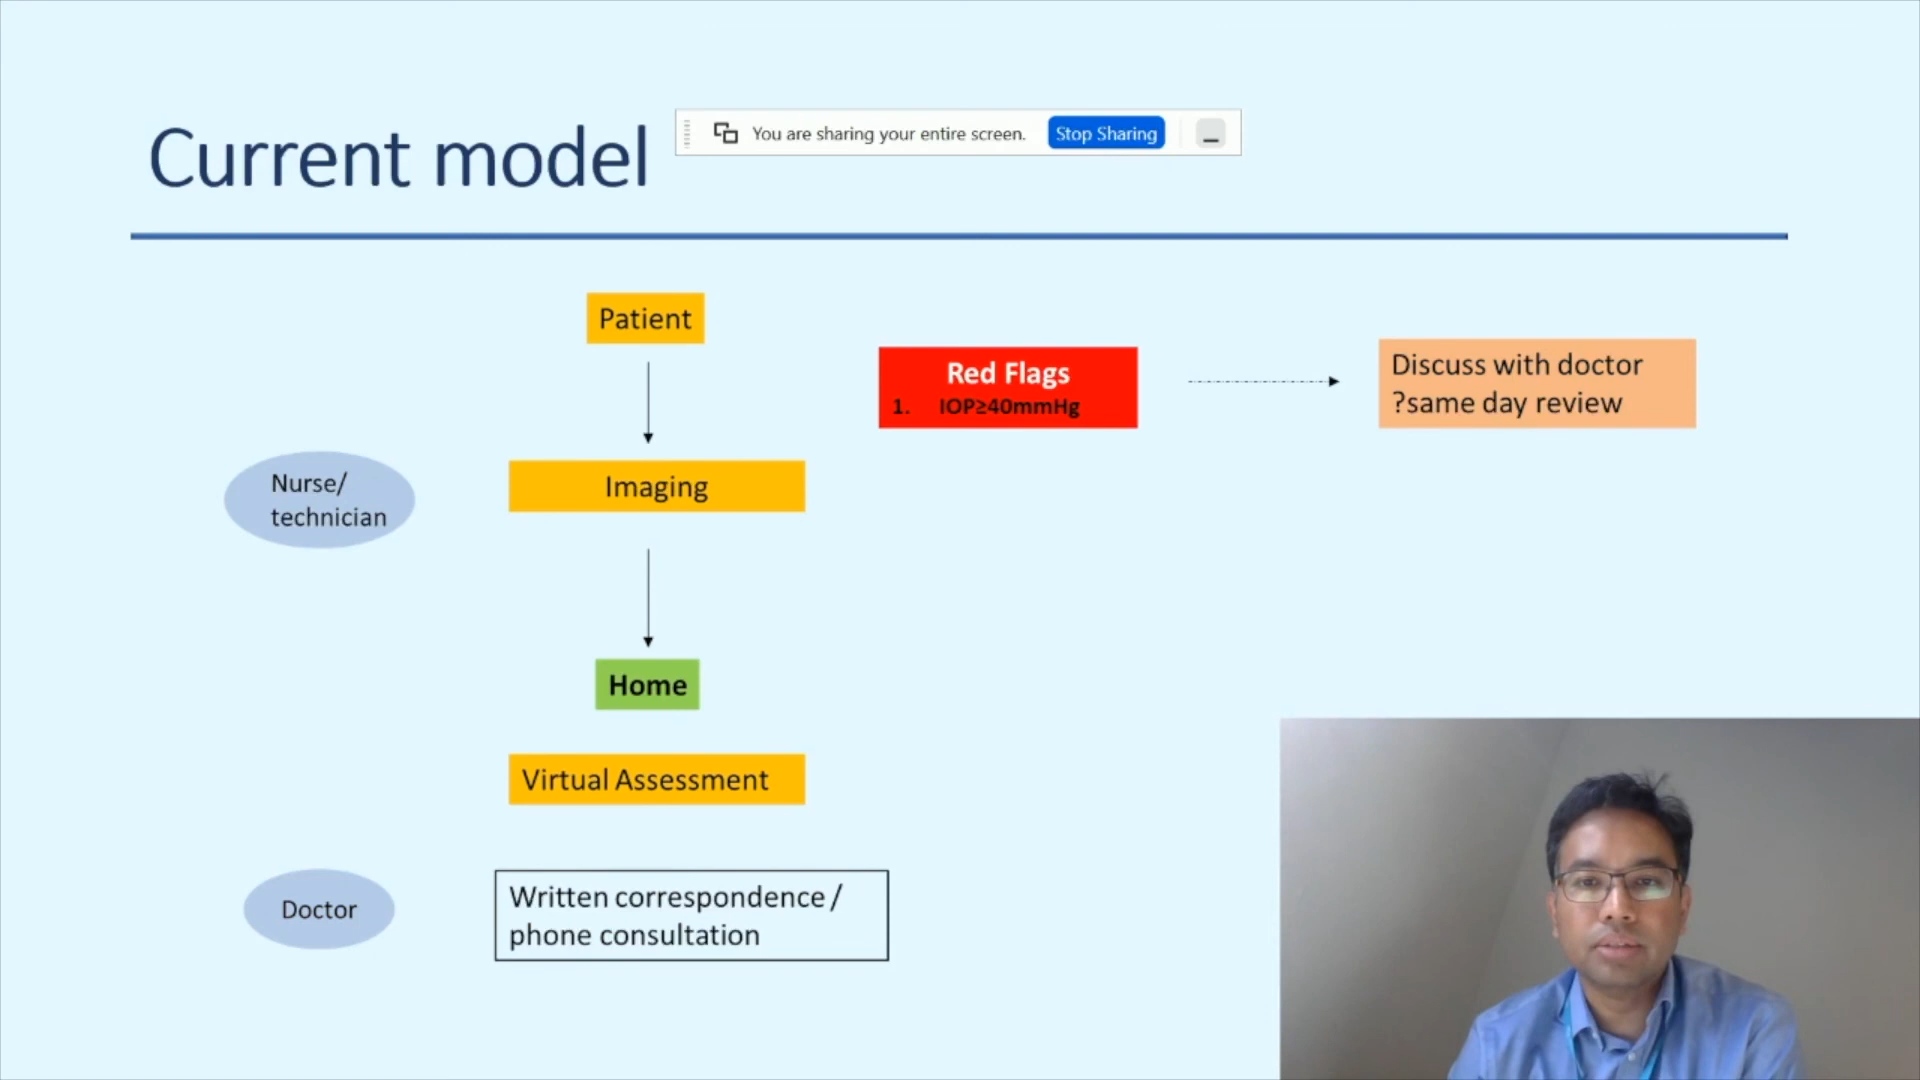 Current model
You are sharing your entire screen. Stop Sharing
Patient
Red Flags
1. IOP≥40mmHg
Discuss with doctor
?same day review
Nurse/
technician
Imaging
Home
Virtual Assessment
Doctor
Written correspondence /
phone consultation